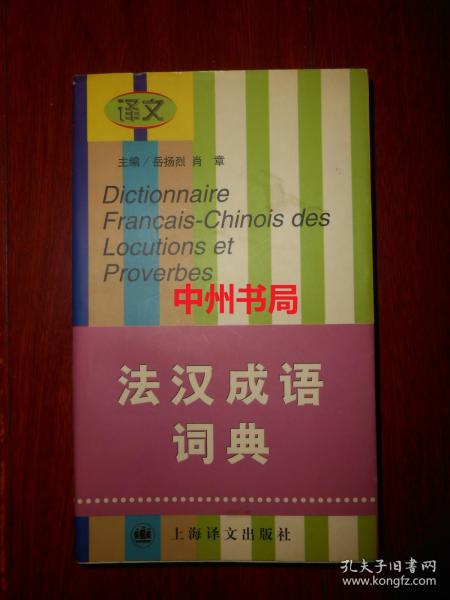 译文
主编/岳扬烈 肖 章
Dictionnaire
Français-Chinois des
Locutions et
Proverbes
中州书局
法汉成语
词典
上海译文出版社
孔夫子旧书网
www.kongfz.com